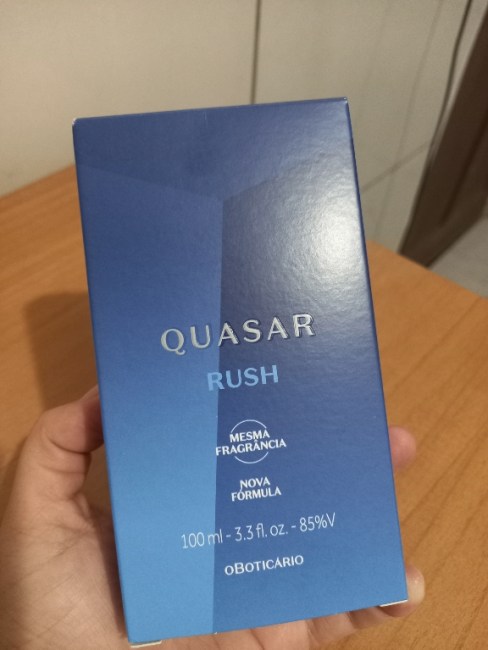 QUASAR
RUSH
MESMA
FRAGRÂNCIA
NOVA
FÓRMULA
100 ml - 3.3 fl. oz. - 85%V
oBOTICÁRIO